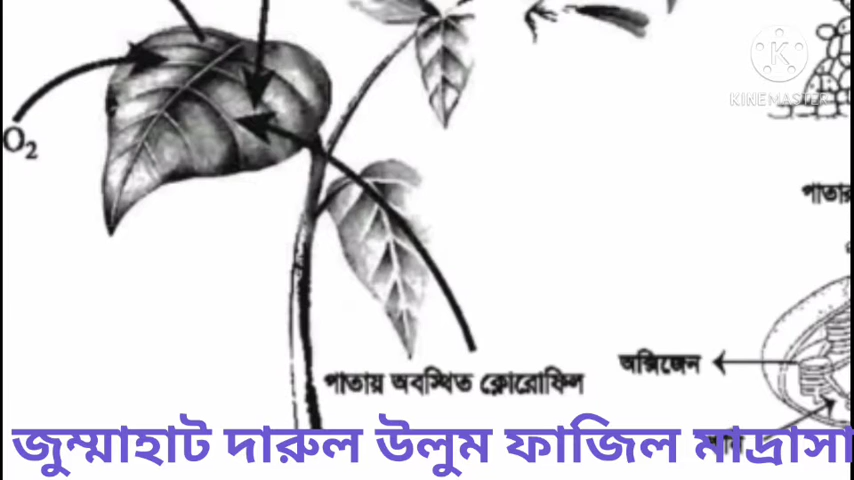 KINEMASTER
O₂
পাতায় অবস্থিত ক্লোরোফিল
অক্সিজেন
জুম্মাহাট দারুল উলুম ফাজিল মাদ্রাসা